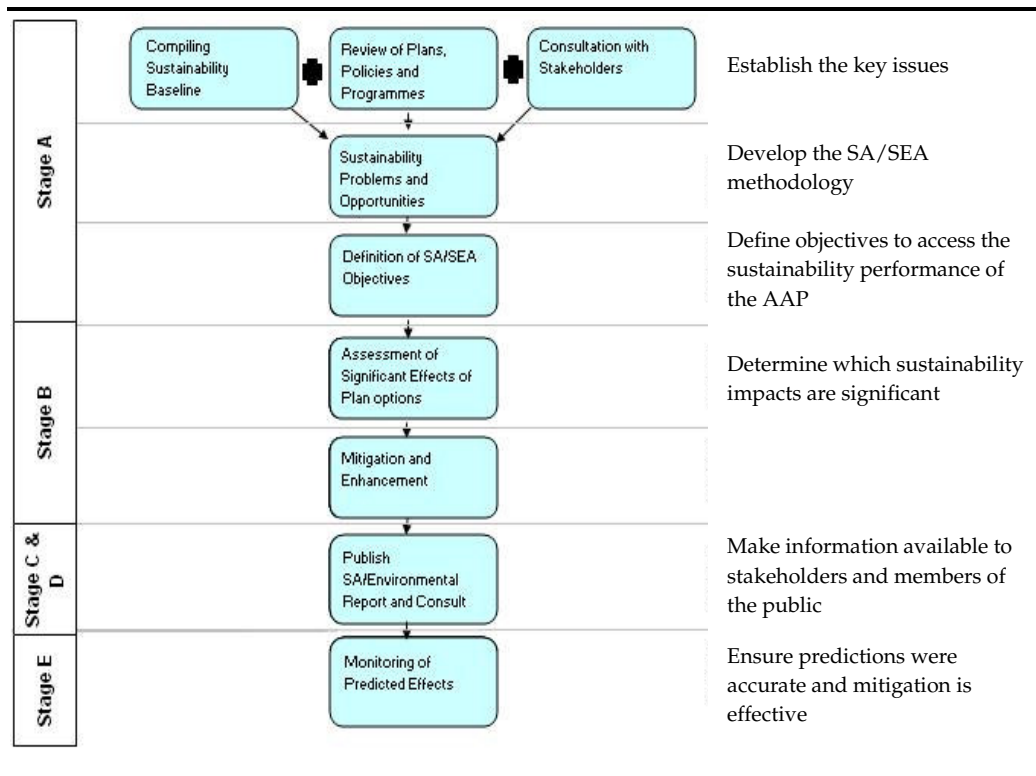 Stage A
Compiling
Sustainability
Baseline
Review of Plans,
Policies and
Programmes
Consultation with
Stakeholders
Establish the key issues
Sustainability
Problems and
Opportunities
Develop the SA/SEA
methodology
Definition of SA/SEA
Objectives
Define objectives to access the
sustainability performance of
the AAP
Stage B
Assessment of
Significant Effects of
Plan options
Determine which sustainability
impacts are significant
Mitigation and
Enhancement
Stage C &
D
Publish
SA/Environmental
Report and Consult
Make information available to
stakeholders and members of
the public
Stage E
Monitoring of
Predicted Effects
Ensure predictions were
accurate and mitigation is
effective